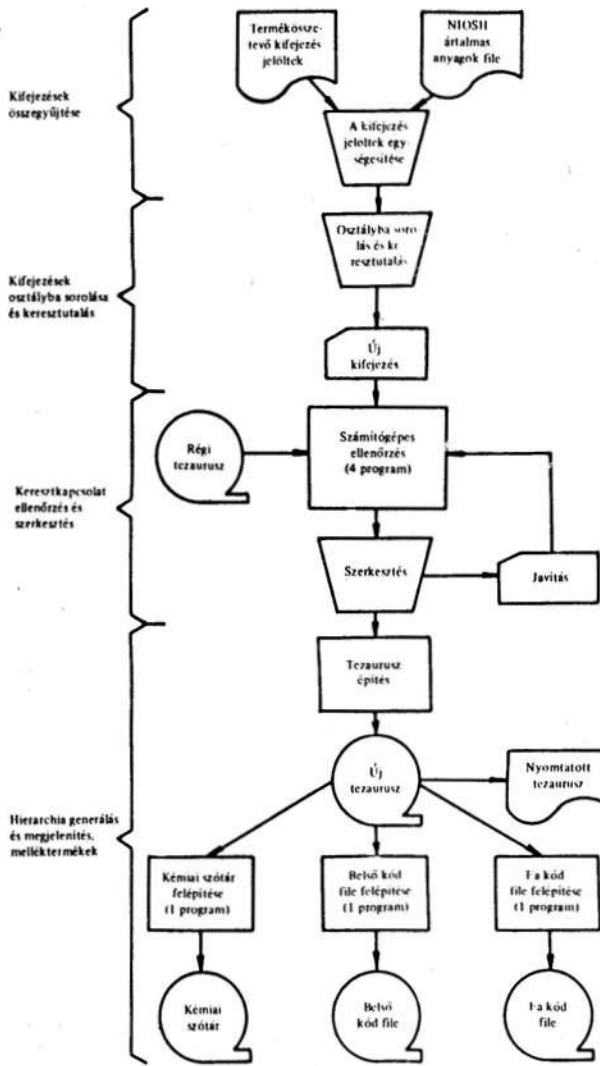 Termékössze-
tevő kifejezés
jelöltek
NIOSH
ártalmas
anyagok file
Kifejezések
összegyűjtése
A kifejezés
jelöltek egy-
ségesítése
Osztályba soro
lás és ke
resztutalás
Kifejezések
osztályba sorolása
és keresztutalás
Új
kifejezés
Régi
tezaurusz
Számítógépes
ellenőrzés
(4 program)
Keresztkapcsolat
ellenőrzés és
szerkesztés
Szerkesztés
Javítás
Tezaurusz
építés
Új
tezaurusz
Nyomtatott
tezaurusz
Hierarchia generálás
és megjelenítés,
melléktermékek
Kémiai szótár
felépítése
(1 program)
Belső kód
file felépítése
(1 program)
Fa kód
file felépítése
(1 program)
Kémiai
szótár
Belső
kód file
Fa kód
file